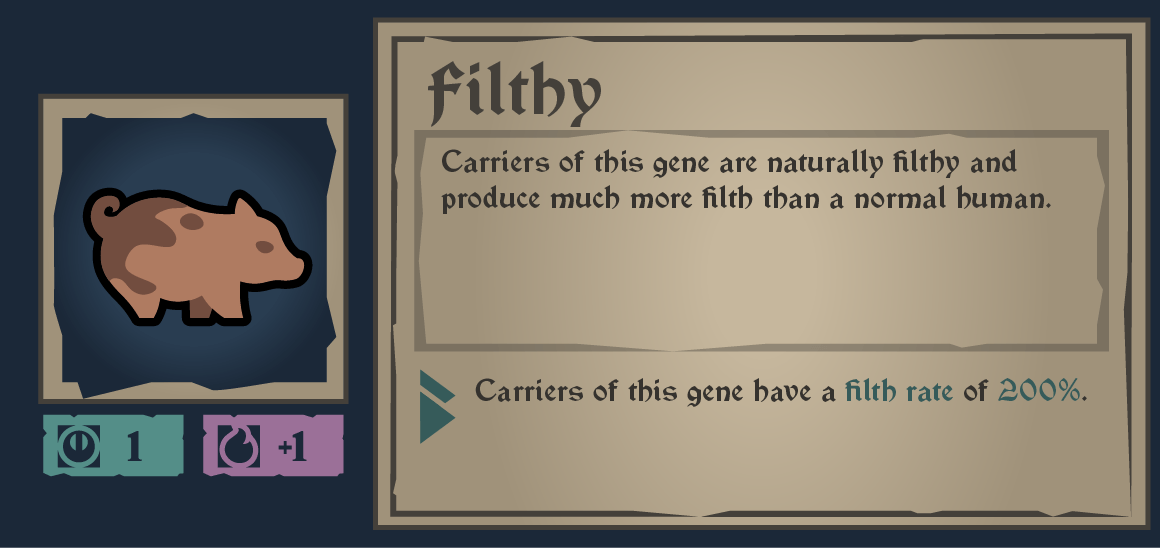 Filthy
Carriers of this gene are naturally filthy and
produce much more filth than a normal human.
Carriers of this gene have a filth rate of 200%.
1
+1